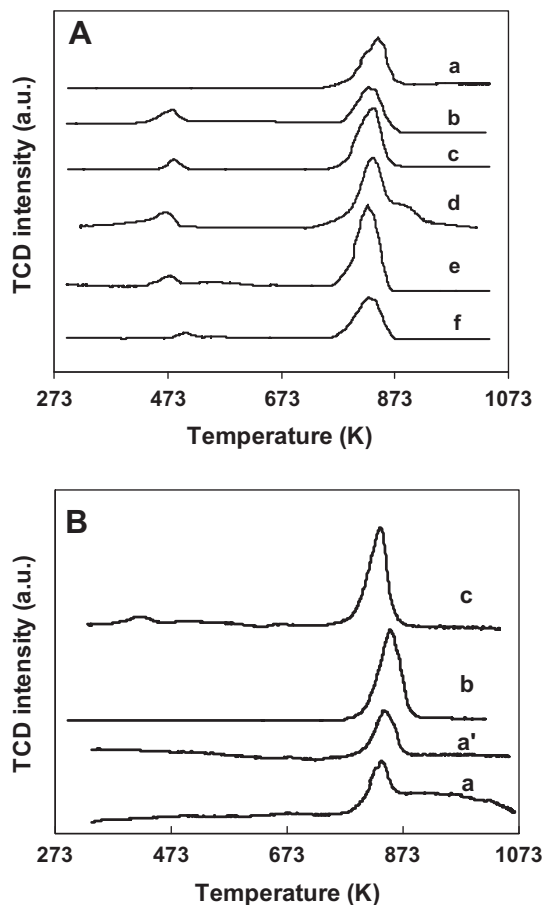 A
TCD intensity (a.u.)
a
b
c
d
e
f
273 473 673 873 1073
Temperature (K)
B
TCD intensity (a.u.)
c
b
a'
a
273 473 673 873 1073
Temperature (K)